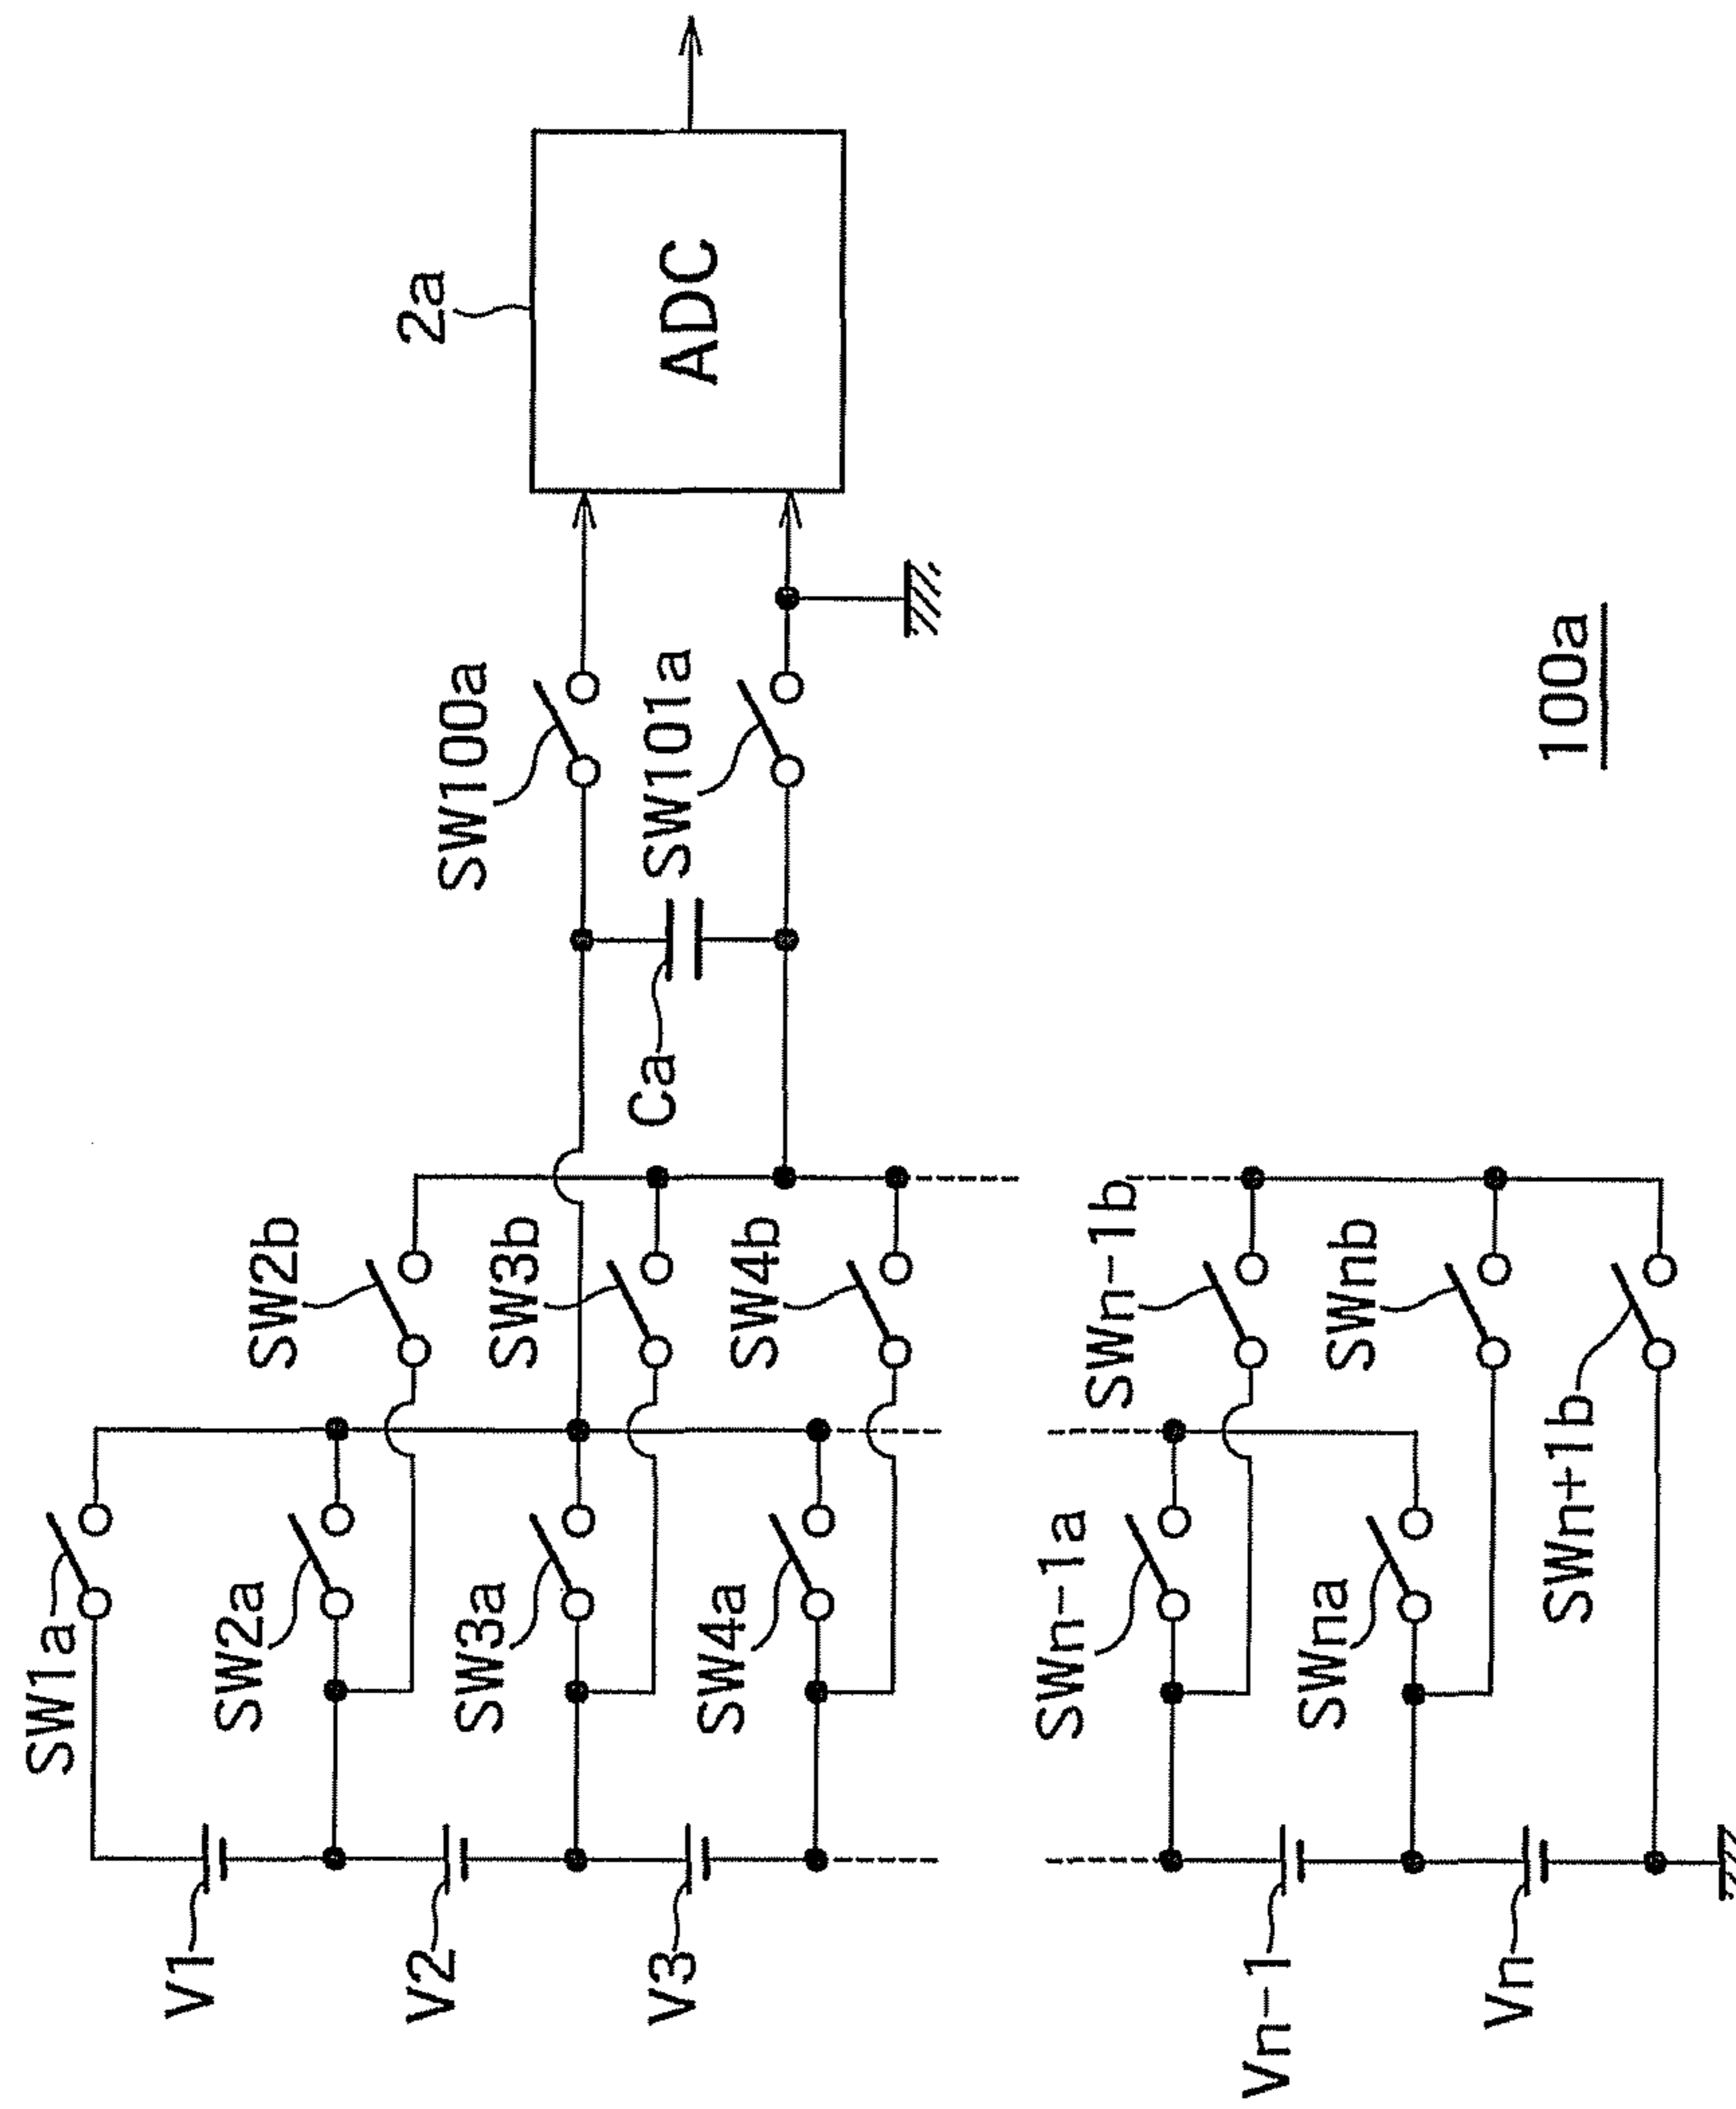 2a
ADC
SW100a
SW101a
Ca
SW2b
SW3b
SW4b
SWn-1b
SWnb
SWn+1b
SW1a
SW2a
SW3a
SW4a
SWn-1a
SWna
V1
V2
V3
Vn-1
Vn
100a